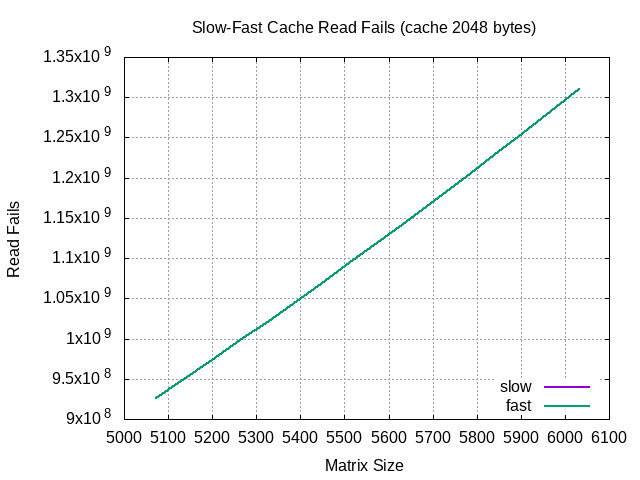 Slow-Fast Cache Read Fails (cache 2048 bytes)
1.35x10 9
1.3x10 9
1.25x10 9
1.2x10 9
1.15x10 9
1.1x10 9
1.05x10 9
1x10 9
9.5x10 8
9x10 8
Read Fails
slow
fast
5000 5100 5200 5300 5400 5500 5600 5700 5800 5900 6000 6100
Matrix Size